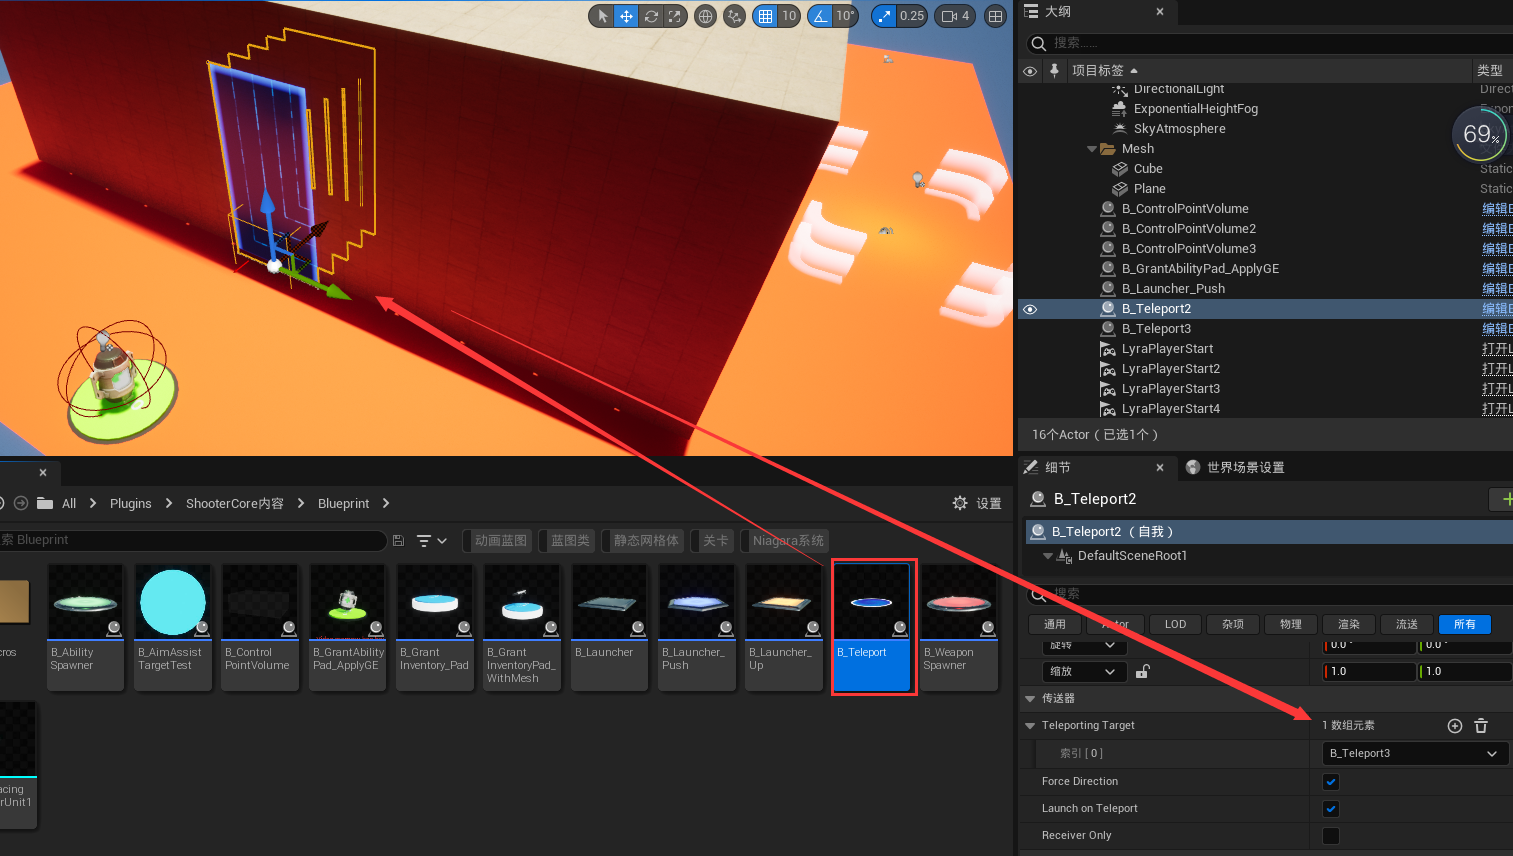 10
10°
0.25
4
大纲
搜索......
项目标签
类型
DirectionalLight
Direc
ExponentialHeightFog
Expon
SkyAtmosphere
69%
Mesh
Cube
Static
Plane
Static
B_ControlPointVolume
编辑B
B_ControlPointVolume2
编辑B
B_ControlPointVolume3
编辑B
B_GrantAbilityPad_ApplyGE
编辑B
B_Launcher_Push
编辑B
B_Teleport2
编辑B
B_Teleport3
编辑B
LyraPlayerStart
打开L
LyraPlayerStart2
打开L
LyraPlayerStart3
打开L
LyraPlayerStart4
打开L
16个Actor（已选1个）
All
Plugins
ShooterCore内容
Blueprint
设置
索 Blueprint
动画蓝图
蓝图类
静态网格体
关卡
Niagara系统
cros
B_Ability
Spawner
B_AimAssist
TargetTest
B_Control
PointVolume
B_GrantAbility
Pad_ApplyGE
B_Grant
Inventory_Pad
B_Grant
InventoryPad_
WithMesh
B_Launcher
B_Launcher_
Push
B_Launcher_
Up
B_Teleport
B_Weapon
Spawner
acing
rUnit1
细节
世界场景设置
B_Teleport2
B_Teleport2 （自我）
DefaultSceneRoot1
搜索
通用
Actor
LOD
杂项
物理
渲染
流送
所有
旋转
0.0 °
0.0 °
缩放
1.0
1.0
传送器
Teleporting Target
1 数组元素
索引 [ 0 ]
B_Teleport3
Force Direction
Launch on Teleport
Receiver Only